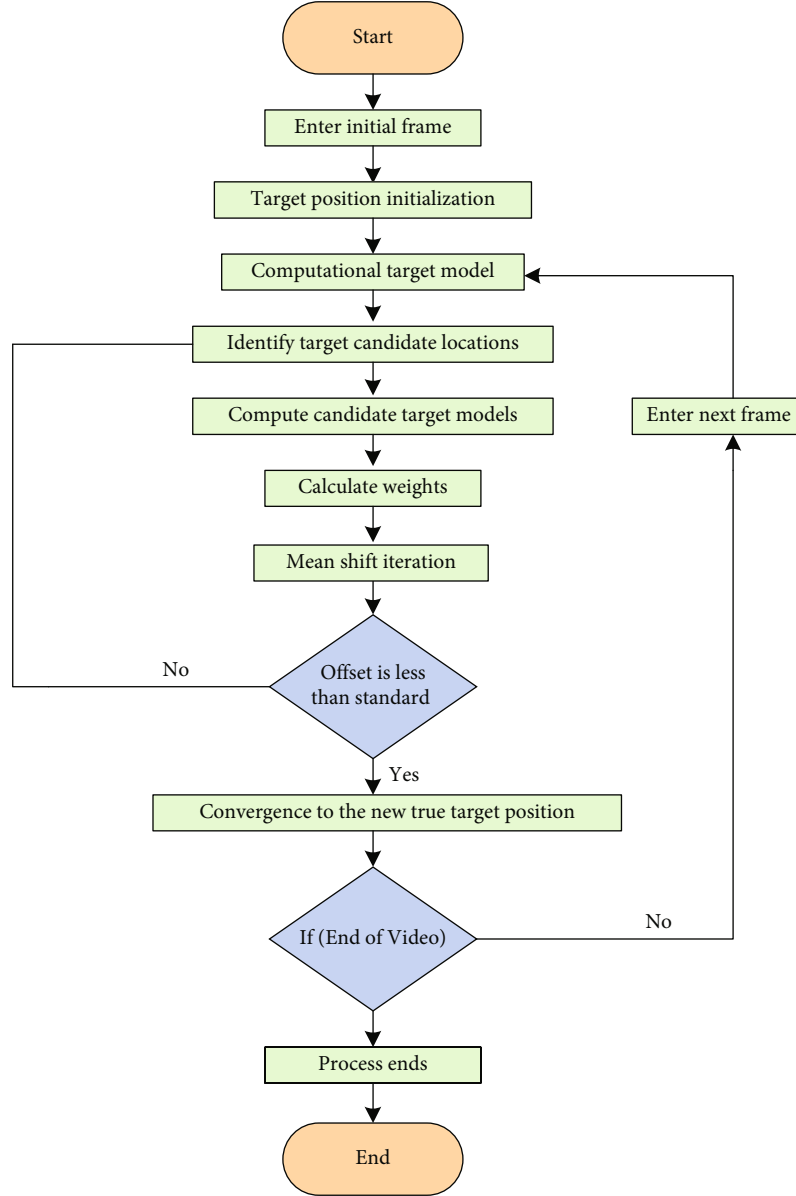 Start
Enter initial frame
Target position initialization
Computational target model
Identify target candidate locations
Compute candidate target models
Enter next frame
Calculate weights
Mean shift iteration
No
Offset is less
than standard
Yes
Convergence to the new true target position
If (End of Video)
No
Process ends
End